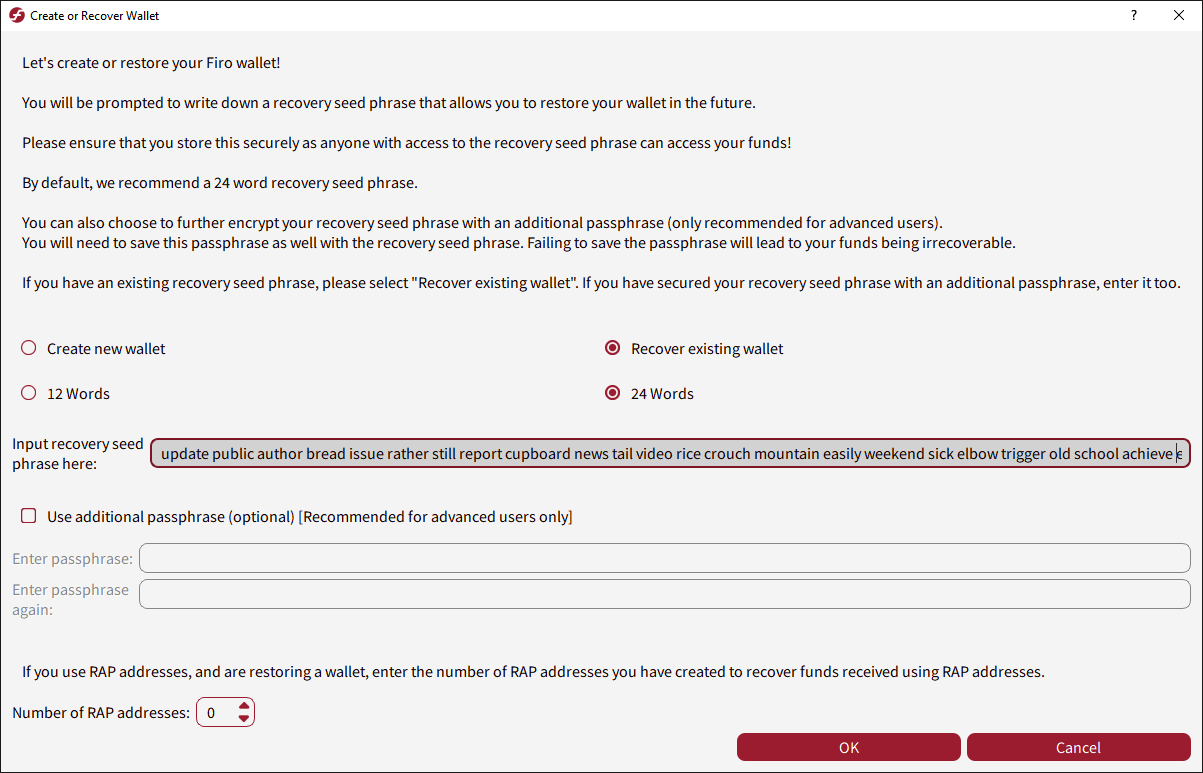 Create or Recover Wallet
?
Let's create or restore your Firo wallet!
You will be prompted to write down a recovery seed phrase that allows you to restore your wallet in the future.
Please ensure that you store this securely as anyone with access to the recovery seed phrase can access your funds!
By default, we recommend a 24 word recovery seed phrase.
You can also choose to further encrypt your recovery seed phrase with an additional passphrase (only recommended for advanced users).
You will need to save this passphrase as well with the recovery seed phrase. Failing to save the passphrase will lead to your funds being irrecoverable.
If you have an existing recovery seed phrase, please select "Recover existing wallet". If you have secured your recovery seed phrase with an additional passphrase, enter it too.
Create new wallet
Recover existing wallet
12 Words
24 Words
Input recovery seed
phrase here:
update public author bread issue rather still report cupboard news tail video rice crouch mountain easily weekend sick elbow trigger old school achieve
Use additional passphrase (optional) [Recommended for advanced users only]
Enter passphrase:
Enter passphrase
again:
If you use RAP addresses, and are restoring a wallet, enter the number of RAP addresses you have created to recover funds received using RAP addresses.
Number of RAP addresses: 0
OK
Cancel